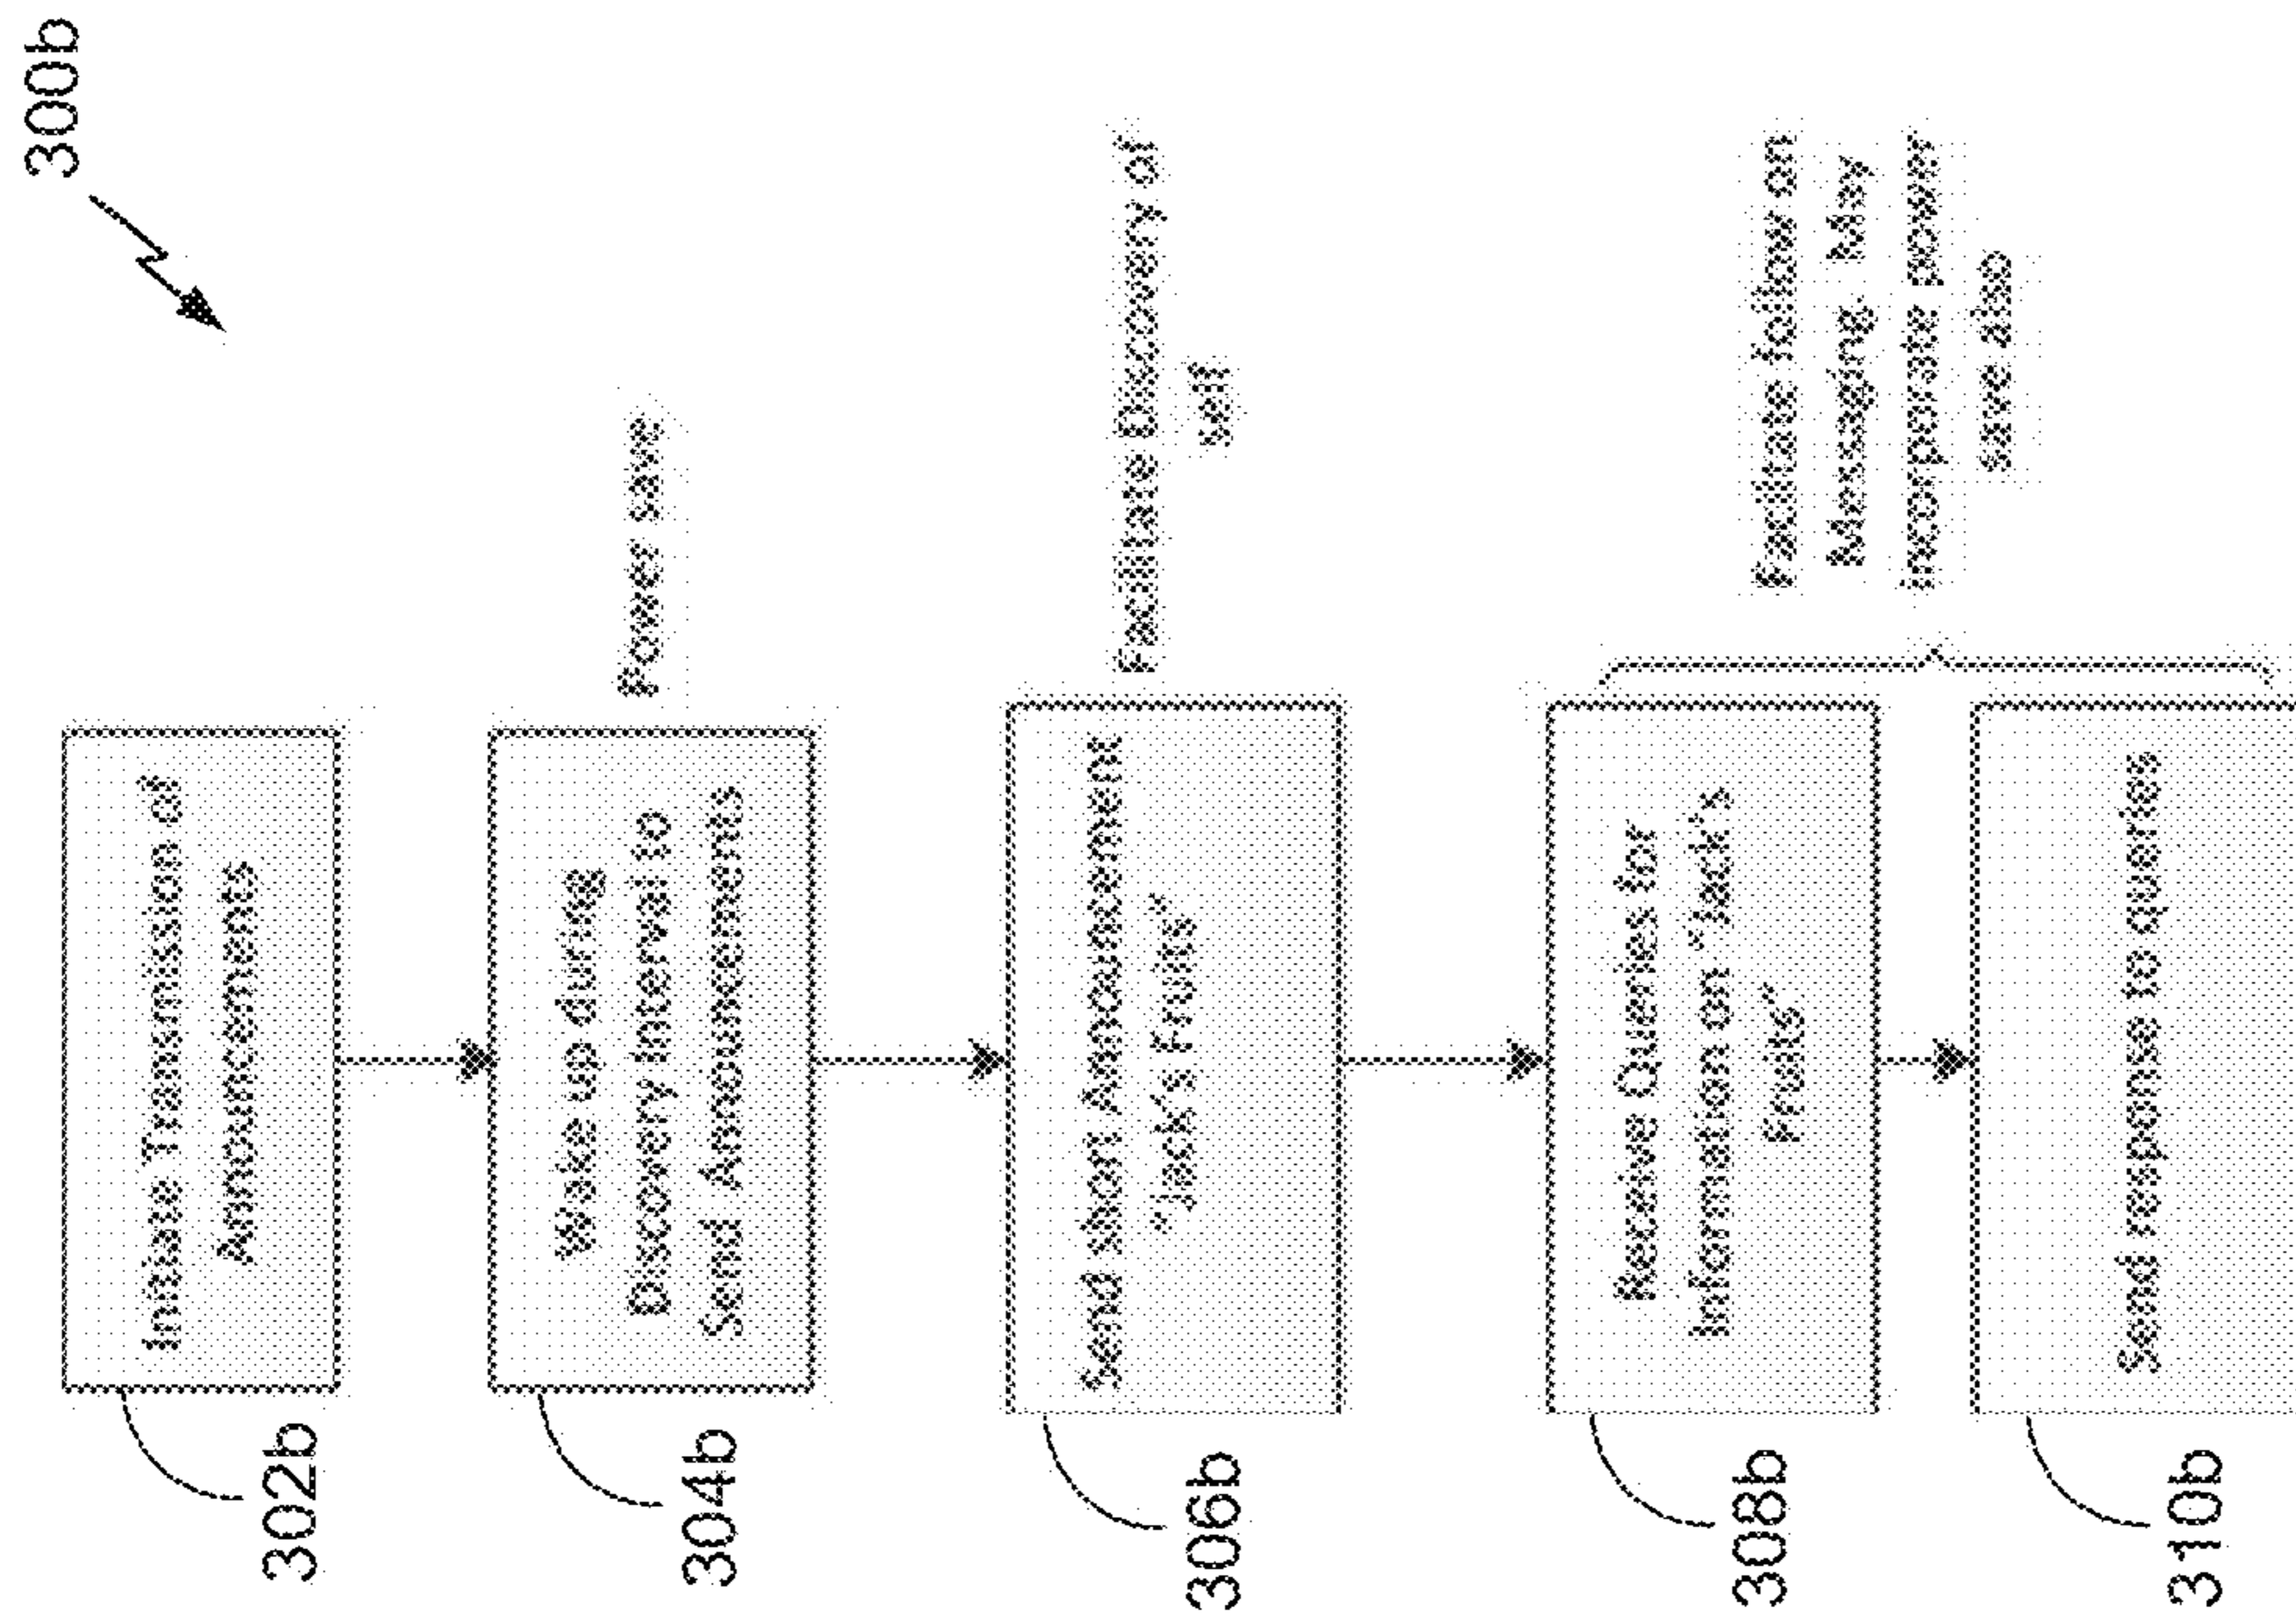 300b
302b
Initiate Transmission of
Announcements
304b
Wake up during
Discovery Interval to
Send Announcements
Power save
306b
Send short Announcement
"Jack's Fruits"
Facilitate Discovery of
self
308b
Receive Queries for
Information on "Jack's
Fruits"
310b
Send response to queries
Facilitate follow on
Messaging. May
incorporate power
save also